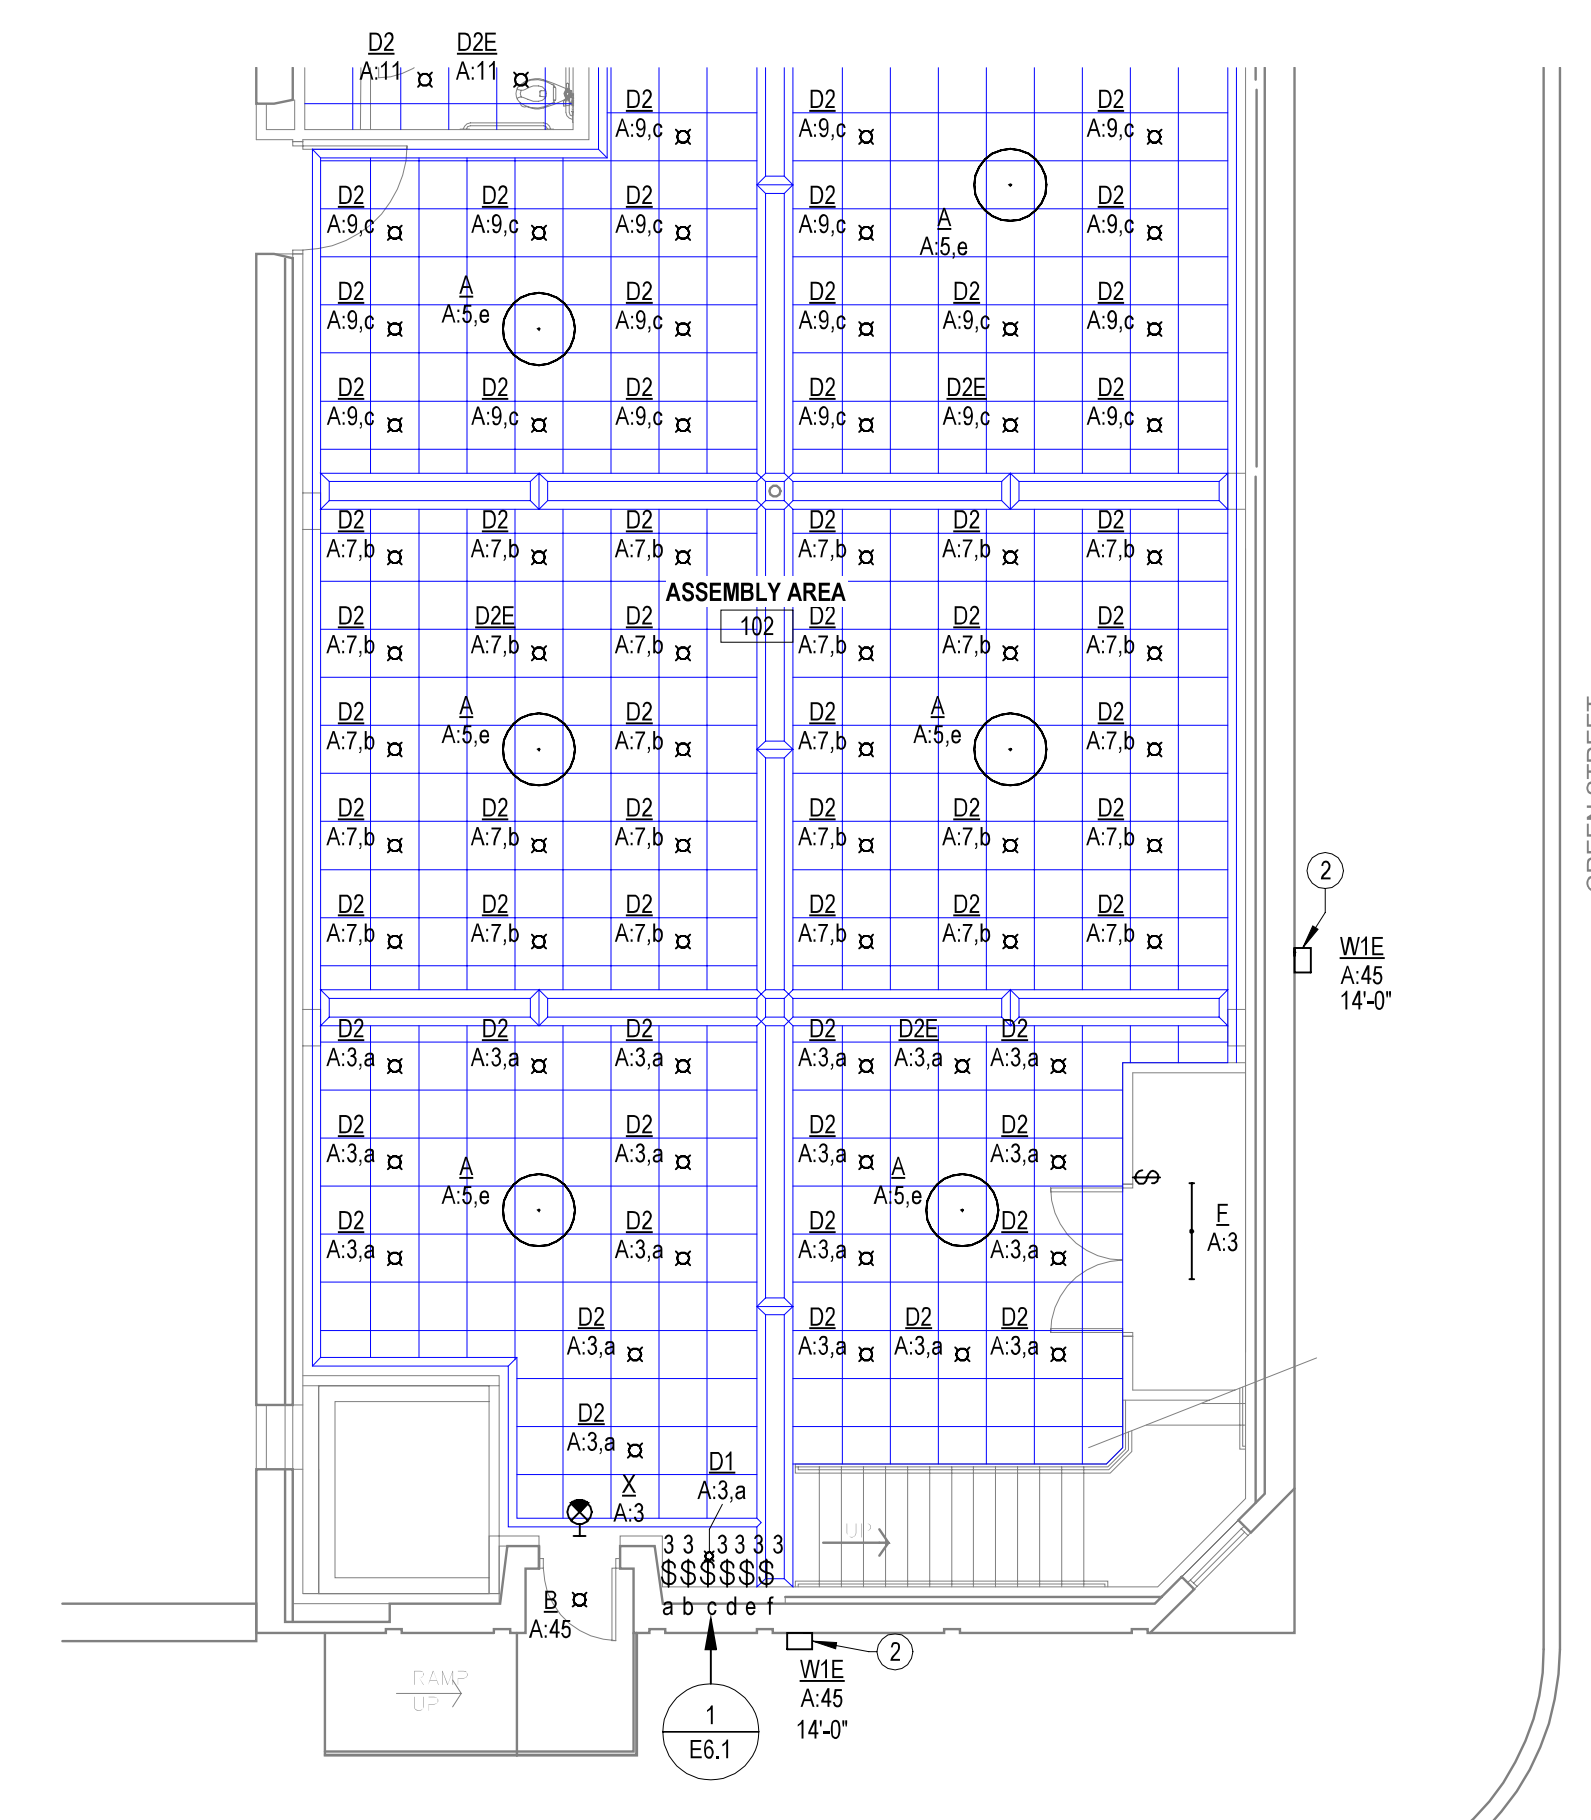 D2 D2E
A:11 A:11
D2 D2 D2
A:9,c A:9,c A:9,c
D2 D2 D2 D2 D2
A:9,c A:9,c A:9,c A:9,c A:9,c
A
A:5,e
D2 A D2 D2 D2 D2
A:9,c A:5,e A:9,c A:9,c A:9,c A:9,c
D2 D2 D2 D2 D2E D2
A:9,c A:9,c A:9,c A:9,c A:9,c A:9,c
D2 D2 D2 D2 D2 D2
A:7,b A:7,b A:7,b A:7,b A:7,b A:7,b
ASSEMBLY AREA
102
D2 D2E D2 D2 D2 D2
A:7,b A:7,b A:7,b A:7,b A:7,b A:7,b
D2 A D2 D2 A D2
A:7,b A:5,e A:7,b A:7,b A:5,e A:7,b
D2 D2 D2 D2 D2 D2
A:7,b A:7,b A:7,b A:7,b A:7,b A:7,b
2
D2 D2 D2 D2 D2 D2
A:7,b A:7,b A:7,b A:7,b A:7,b A:7,b
W1E
A:45
14'-0"
D2 D2 D2 D2 D2E D2
A:3,a A:3,a A:3,a A:3,a A:3,a A:3,a
D2 D2 D2 D2
A:3,a A:3,a A:3,a A:3,a
A A
A:5,e A:5,e
$
D2 D2 D2 D2 F
A:3,a A:3,a A:3,a A:3,a A:3
D2 D2 D2 D2
A:3,a A:3,a A:3,a A:3,a
D2
A:3,a
D1
A:3,a
X
A:3
3 3 3 3 3 3
$ $ $ $ $ $
a b c d e f
UP
B
A:45
2
W1E
A:45
14'-0"
RAMP
UP
1
E6.1